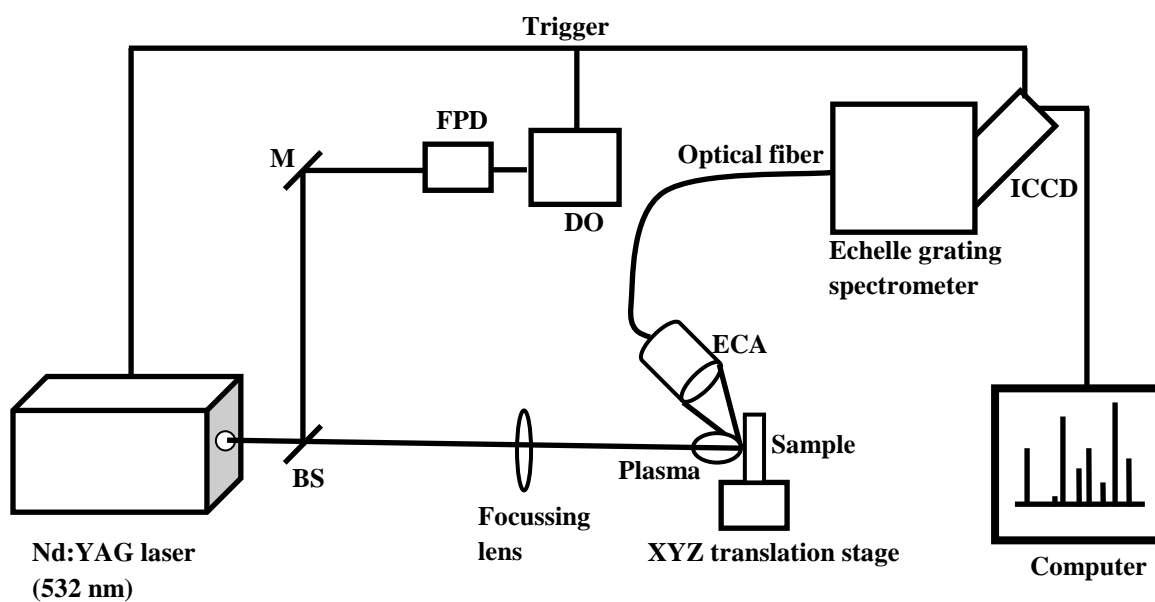 Trigger
FPD
M
DO
Optical fiber
ICCD
Echelle grating
spectrometer
ECA
BS
Plasma
Sample
Focussing
lens
XYZ translation stage
Nd:YAG laser
(532 nm)
Computer